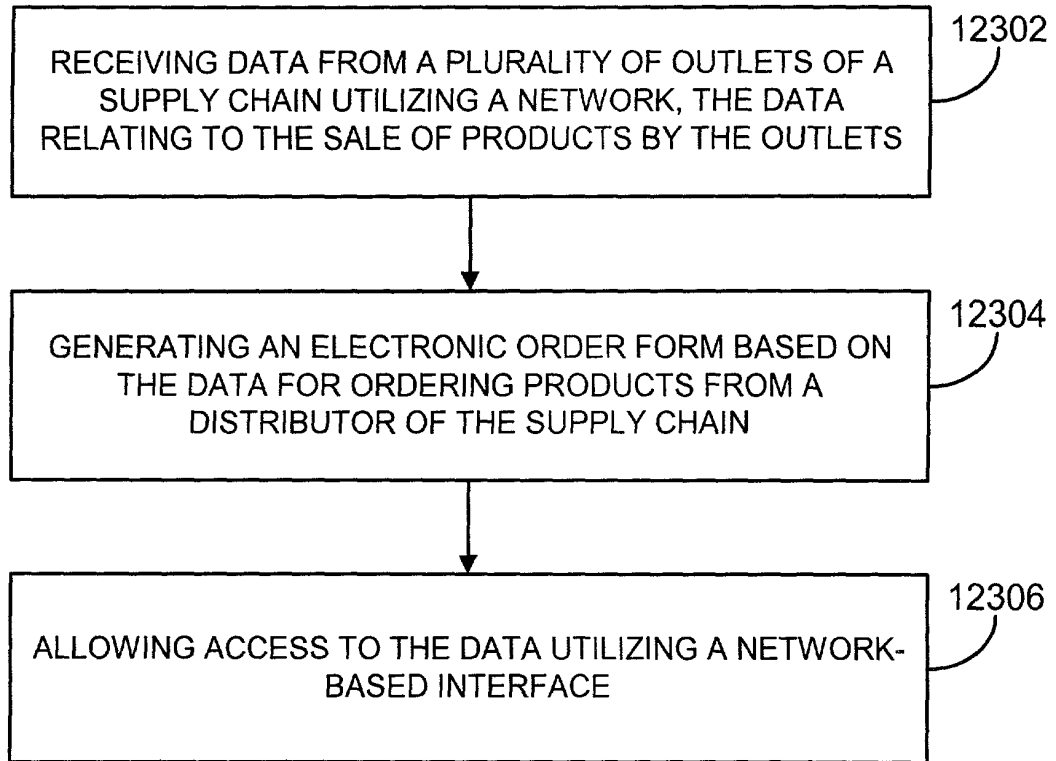 12302
RECEIVING DATA FROM A PLURALITY OF OUTLETS OF A
SUPPLY CHAIN UTILIZING A NETWORK, THE DATA
RELATING TO THE SALE OF PRODUCTS BY THE OUTLETS
12304
GENERATING AN ELECTRONIC ORDER FORM BASED ON
THE DATA FOR ORDERING PRODUCTS FROM A
DISTRIBUTOR OF THE SUPPLY CHAIN
12306
ALLOWING ACCESS TO THE DATA UTILIZING A NETWORK-
BASED INTERFACE